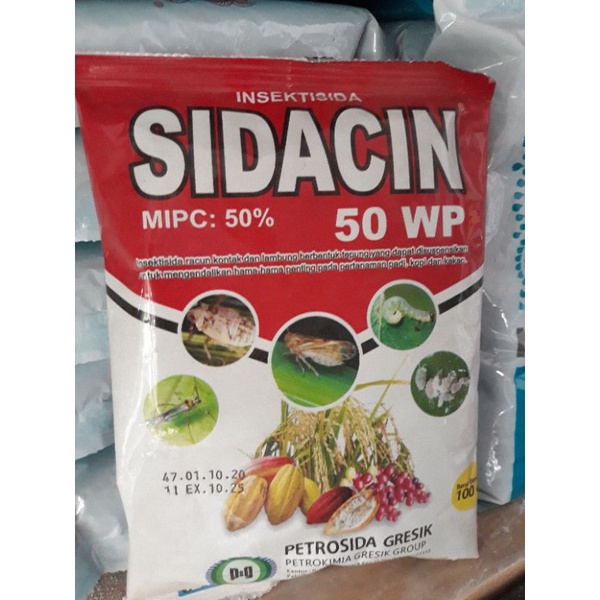 INSEKTISIDA
SIDACIN
MIPC: 50%
50 WP
Insektisida racun kontak dan lambung berbentuk tepung yang dapat disuspensikan
untuk mengendalikan hama-hama penting pada pertanaman padi, kopi dan kakao.
47.01.10.20
11 EX.10.25
100
PETROSIDA GRESIK
PETROKIMIA GRESIK GROUP